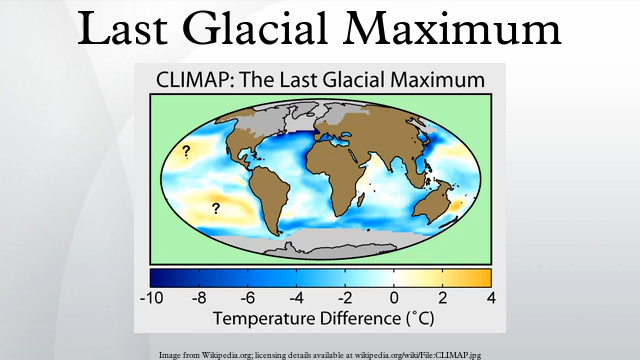 Last Glacial Maximum
CLIMAP: The Last Glacial Maximum
?
?
-10 -8 -6 -4 -2 0 2 4
Temperature Difference (˚C)
Image from Wikipedia.org; licensing details available at wikipedia.org/wiki/File:CLIMAP.jpg